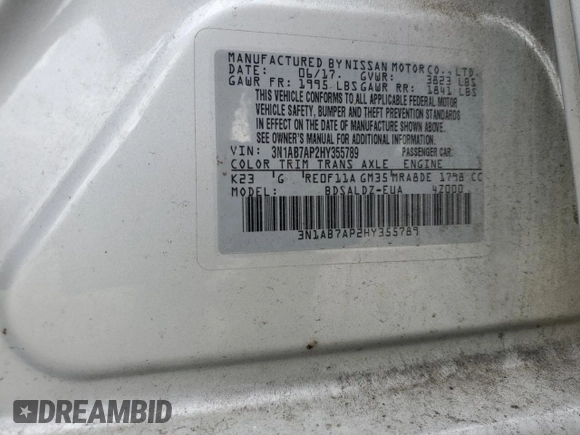 MANUFACTURED BY NISSAN MOTOR CO., LTD.
DATE: 06/17. GVWR: 3823 LBS
GAWR FR: 1995 LBS GAWR RR: 1841 LBS
THIS VEHICLE CONFORMS TO ALL APPLICABLE FEDERAL MOTOR
VEHICLE SAFETY, BUMPER AND THEFT PREVENTION STANDARDS
IN EFFECT ON THE DATE OF MANUFACTURE SHOWN ABOVE.
SEE OWNER'S MANUAL FOR ADDITIONAL INFORMATION.
VIN: 3N1AB7AP2HY355789 PASSENGER CAR.
COLOR TRIM TRANS AXLE ENGINE
K23 G RE0F11A GM35 MRA8DE 1798 CC
MODEL: BDSALDZ-EUA 4Z000
3N1AB7AP2HY355789
DREAMBID